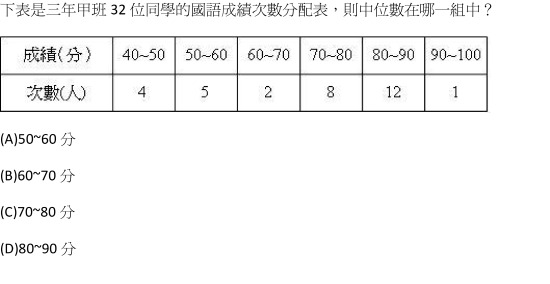 下表是三年甲班 32 位同學的國語成績次數分配表，則中位數在哪一組中？
成績(分) 40~50 50~60 60~70 70~80 80~90 90~100
次數(人) 4 5 2 8 12 1
(A)50~60 分
(B)60~70 分
(C)70~80 分
(D)80~90 分